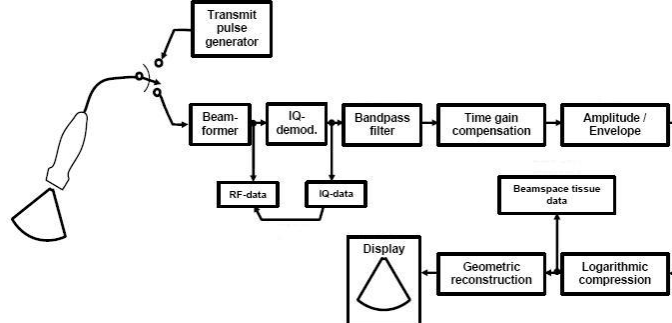 Transmit
pulse
generator
Beam-
former
IQ-
demod.
Bandpass
filter
Time gain
compensation
Amplitude /
Envelope
RF-data
IQ-data
Beamspace tissue
data
Display
Geometric
reconstruction
Logarithmic
compression